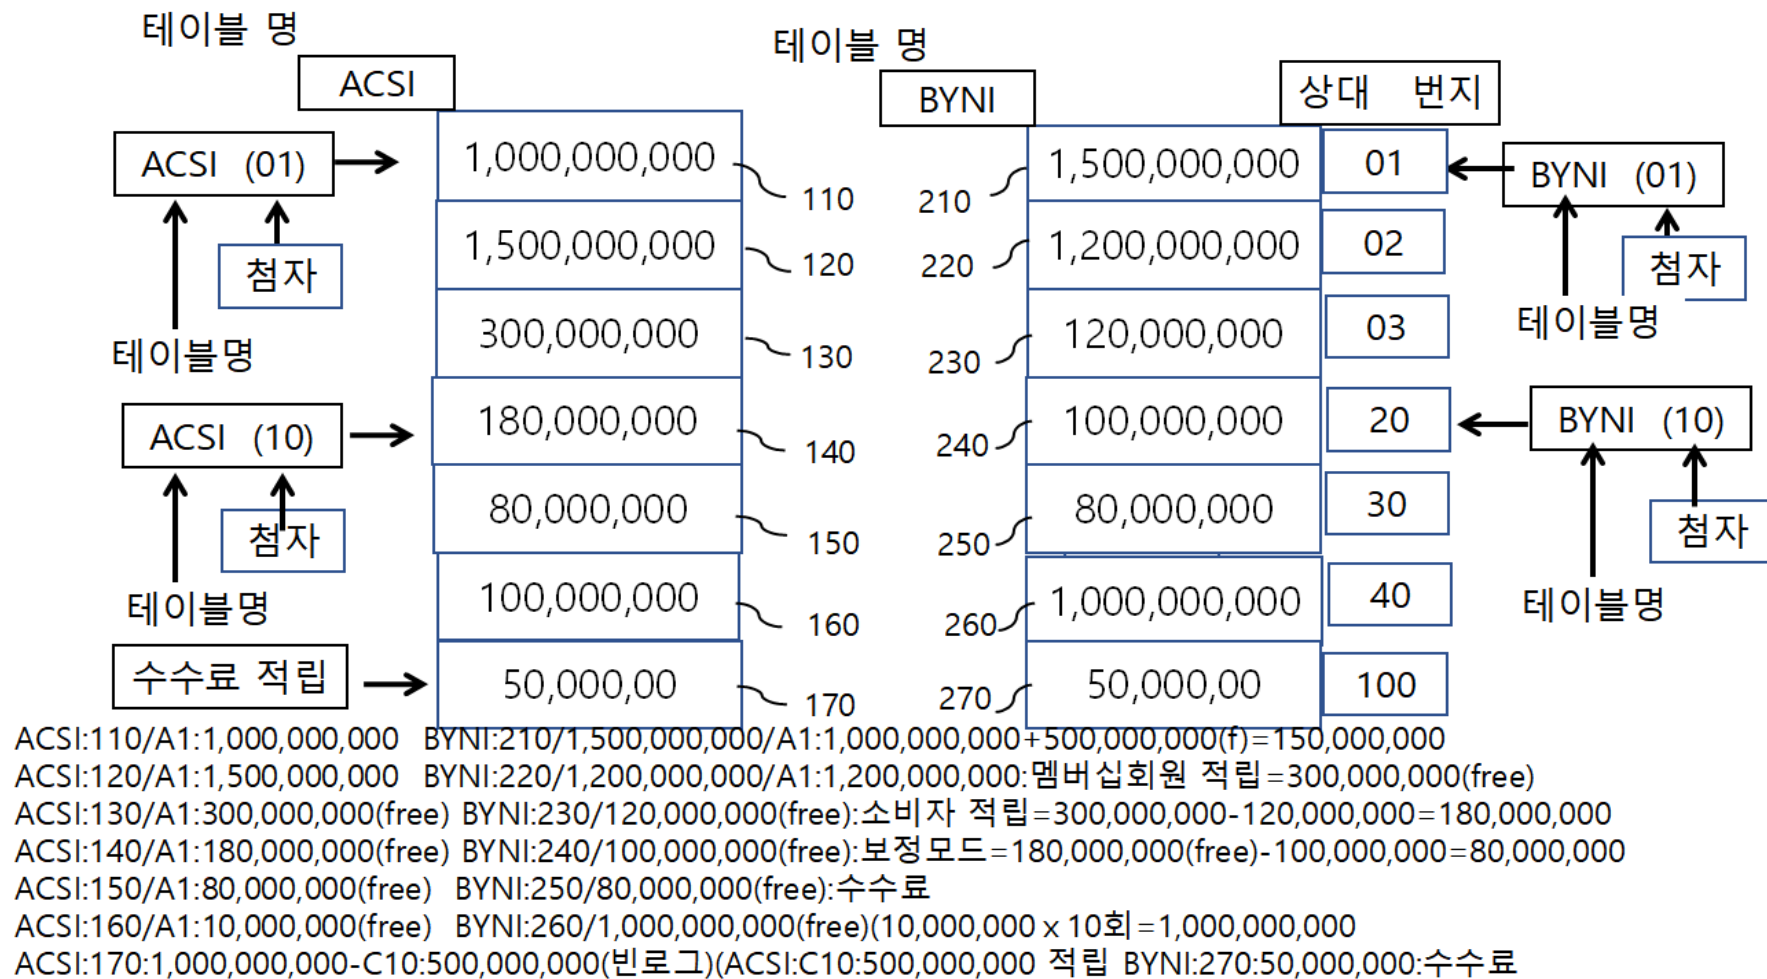 테이블 명
테이블 명
ACSI
BYNI
상대 번지
ACSI (01)
1,000,000,000
110
210
1,500,000,000
01
BYNI (01)
첨자
1,500,000,000
120
220
1,200,000,000
02
첨자
테이블명
300,000,000
130
230
120,000,000
03
테이블명
ACSI (10)
180,000,000
140
240
100,000,000
20
BYNI (10)
첨자
80,000,000
150
250
80,000,000
30
첨자
테이블명
100,000,000
160
260
1,000,000,000
40
테이블명
수수료 적립
50,000,00
170
270
50,000,00
100
ACSI:110/A1:1,000,000,000 BYNI:210/1,500,000,000/A1:1,000,000,000+500,000,000(f)=150,000,000
ACSI:120/A1:1,500,000,000 BYNI:220/1,200,000,000/A1:1,200,000,000:멤버십회원 적립=300,000,000(free)
ACSI:130/A1:300,000,000(free) BYNI:230/120,000,000(free):소비자 적립=300,000,000-120,000,000=180,000,000
ACSI:140/A1:180,000,000(free) BYNI:240/100,000,000(free):보정모드=180,000,000(free)-100,000,000=80,000,000
ACSI:150/A1:80,000,000(free) BYNI:250/80,000,000(free):수수료
ACSI:160/A1:10,000,000(free) BYNI:260/1,000,000,000(free)(10,000,000 x 10회=1,000,000,000
ACSI:170:1,000,000,000-C10:500,000,000(빈로그)(ACSI:C10:500,000,000 적립 BYNI:270:50,000,000:수수료